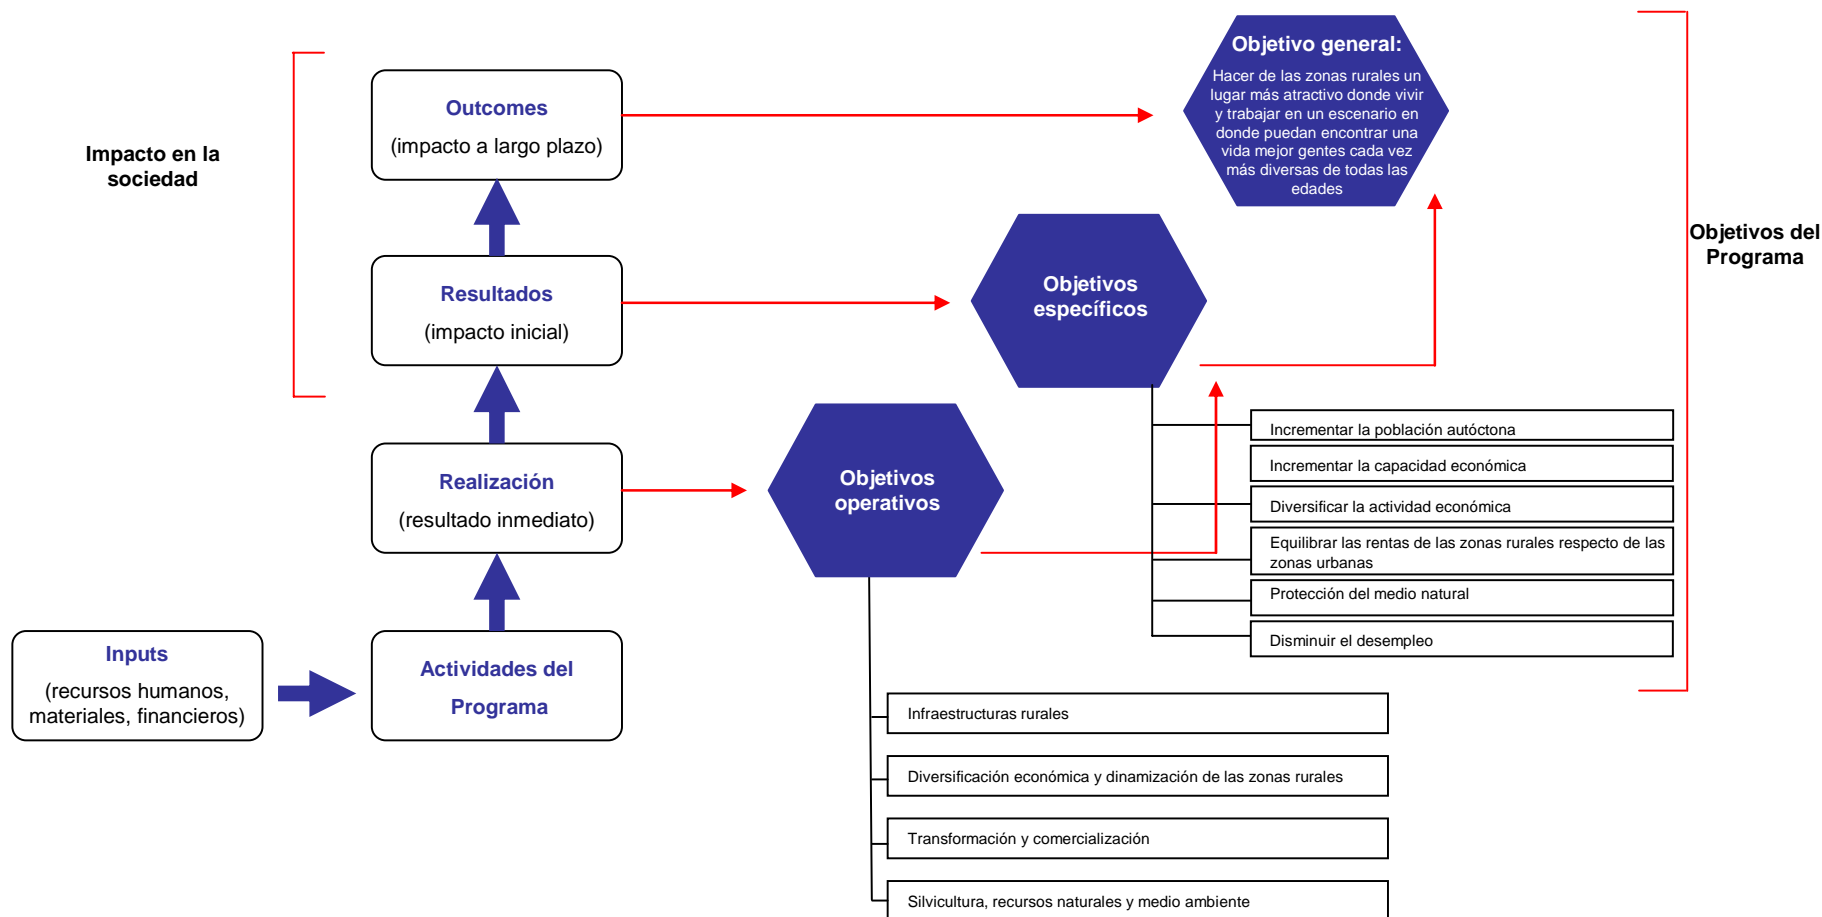 Objetivo general:
Hacer de las zonas rurales un
lugar más atractivo donde vivir
y trabajar en un escenario en
donde puedan encontrar una
vida mejor gentes cada vez
más diversas de todas las
edades
Outcomes
(impacto a largo plazo)
Impacto en la
sociedad
Objetivos del
Programa
Resultados
(impacto inicial)
Objetivos
específicos
Incrementar la población autóctona
Incrementar la capacidad económica
Diversificar la actividad económica
Equilibrar las rentas de las zonas rurales respecto de las
zonas urbanas
Protección del medio natural
Disminuir el desempleo
Realización
(resultado inmediato)
Objetivos
operativos
Inputs
(recursos humanos,
materiales, financieros)
Actividades del
Programa
Infraestructuras rurales
Diversificación económica y dinamización de las zonas rurales
Transformación y comercialización
Silvicultura, recursos naturales y medio ambiente